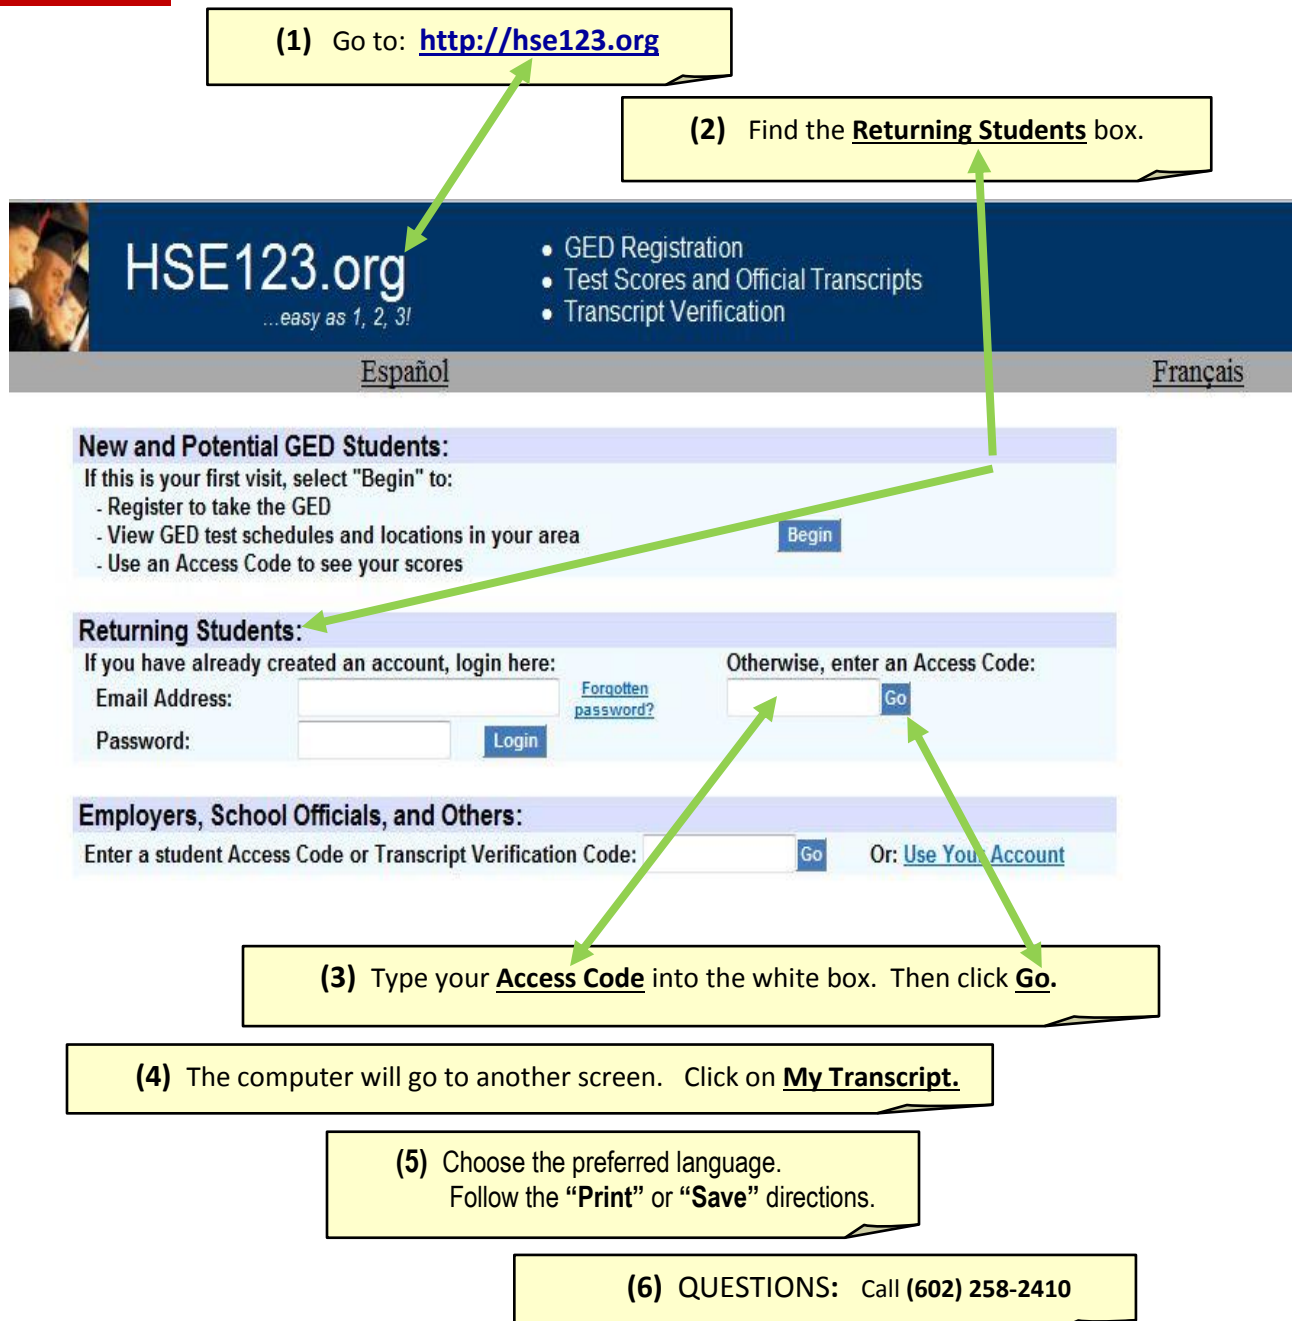 (1) Go to: http://hse123.org
(2) Find the Returning Students box.
HSE123.org
...easy as 1, 2, 3!
• GED Registration
• Test Scores and Official Transcripts
• Transcript Verification
Español
Français
New and Potential GED Students:
If this is your first visit, select "Begin" to:
- Register to take the GED
- View GED test schedules and locations in your area
Begin
- Use an Access Code to see your scores
Returning Students:
If you have already created an account, login here:
Otherwise, enter an Access Code:
Email Address:
Forgotten
password?
Go
Password:
Login
Employers, School Officials, and Others:
Enter a student Access Code or Transcript Verification Code:
Go
Or: Use Your Account
(3) Type your Access Code into the white box. Then click Go.
(4) The computer will go to another screen. Click on My Transcript.
(5) Choose the preferred language.
Follow the “Print” or “Save” directions.
(6) QUESTIONS: Call (602) 258-2410